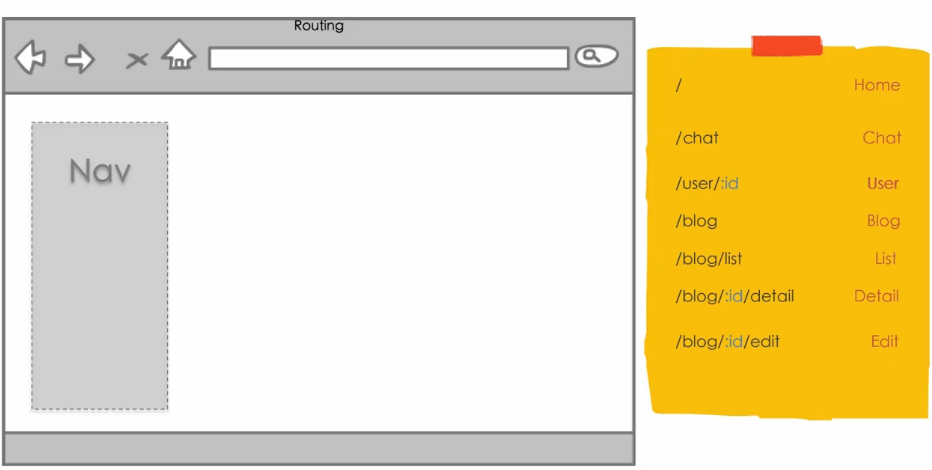 Routing
Nav
/ Home
/chat Chat
/user/:id User
/blog Blog
/blog/list List
/blog/:id/detail Detail
/blog/:id/edit Edit